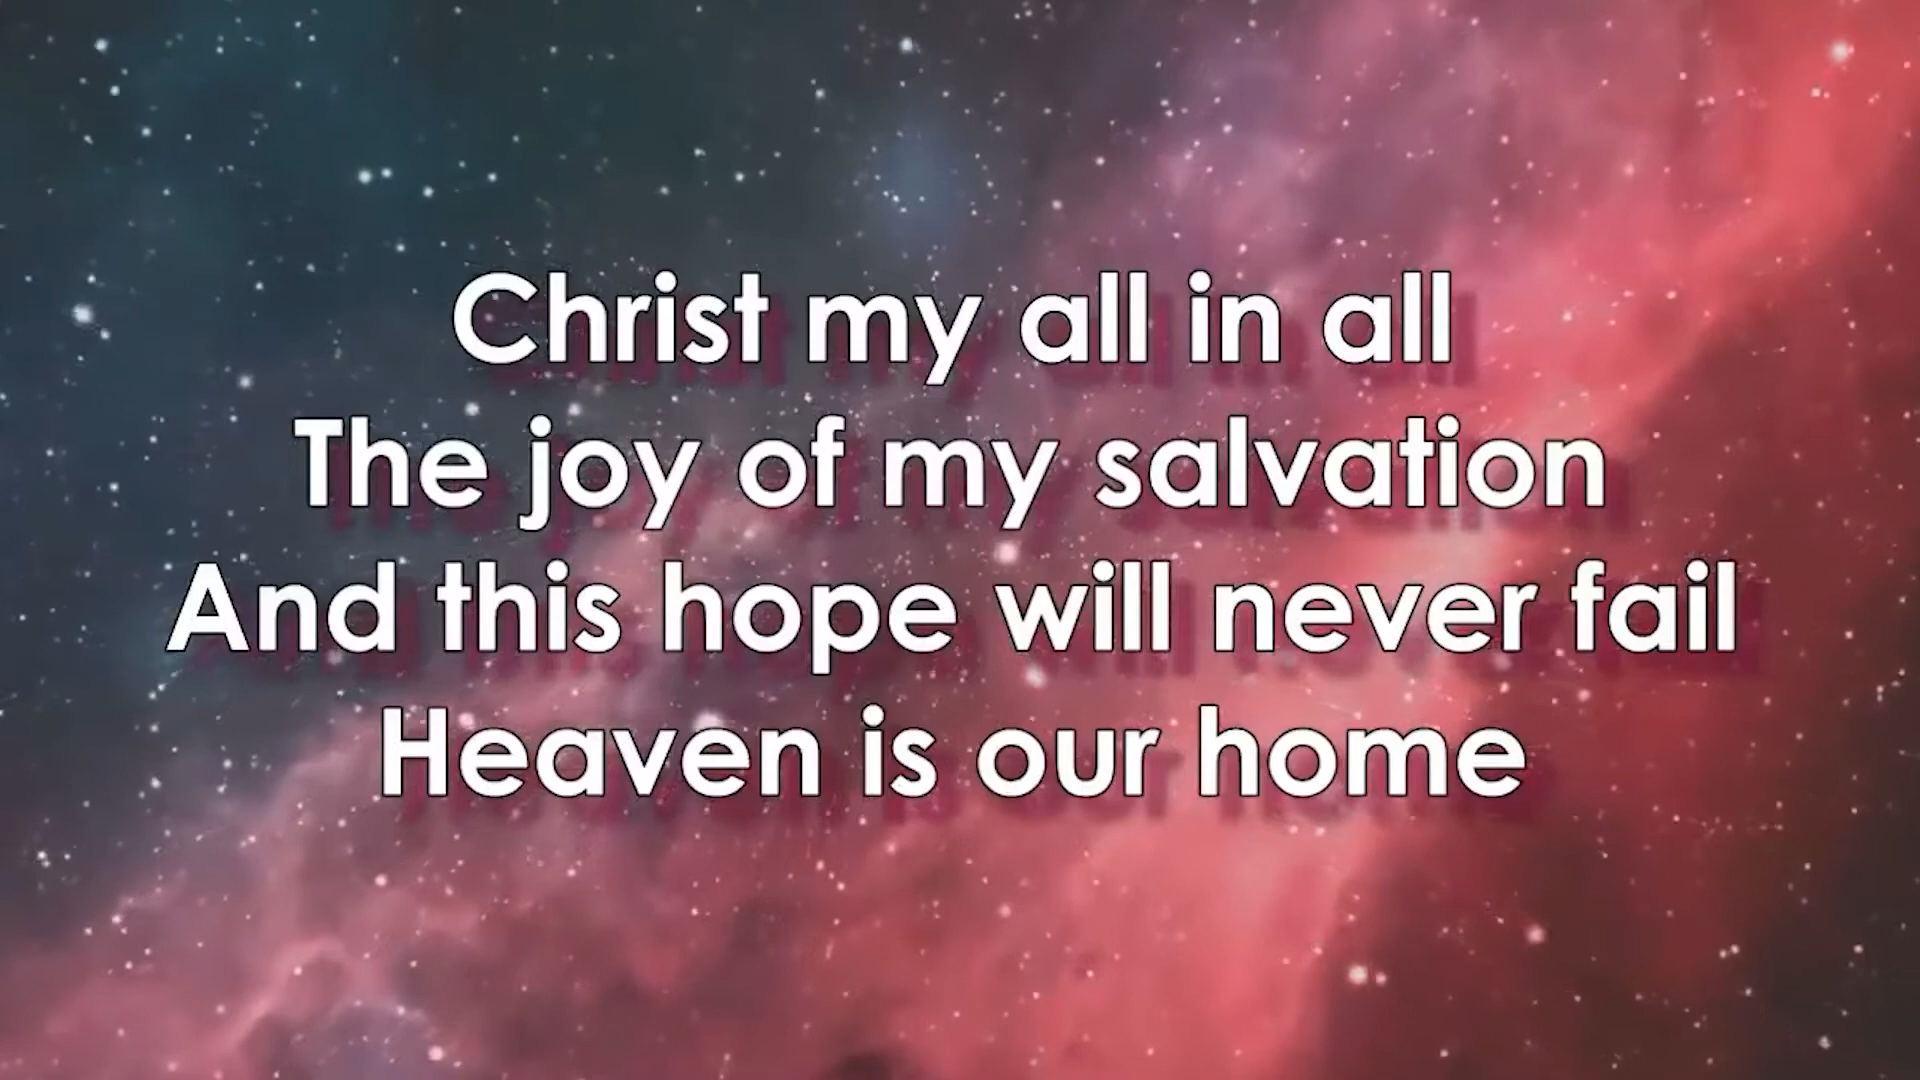 Christ my all in all
The joy of my salvation
And this hope will never fail
Heaven is our home